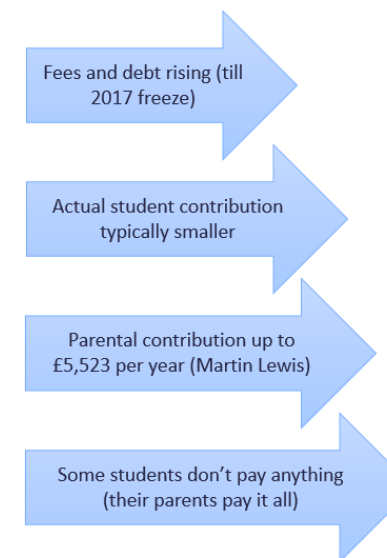 Fees and debt rising (till
2017 freeze)
Actual student contribution
typically smaller
Parental contribution up to
£5,523 per year (Martin Lewis)
Some students don’t pay anything
(their parents pay it all)